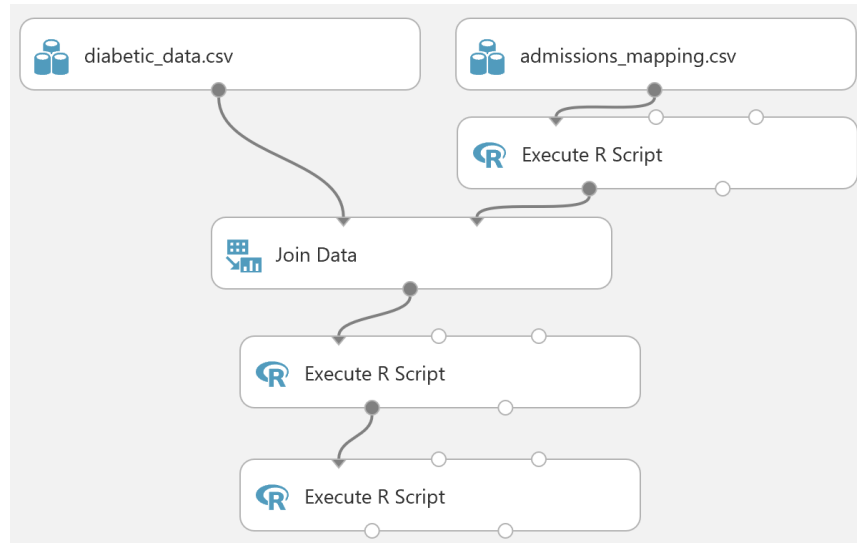 diabetic_data.csv
admissions_mapping.csv
Execute R Script
Join Data
Execute R Script
Execute R Script